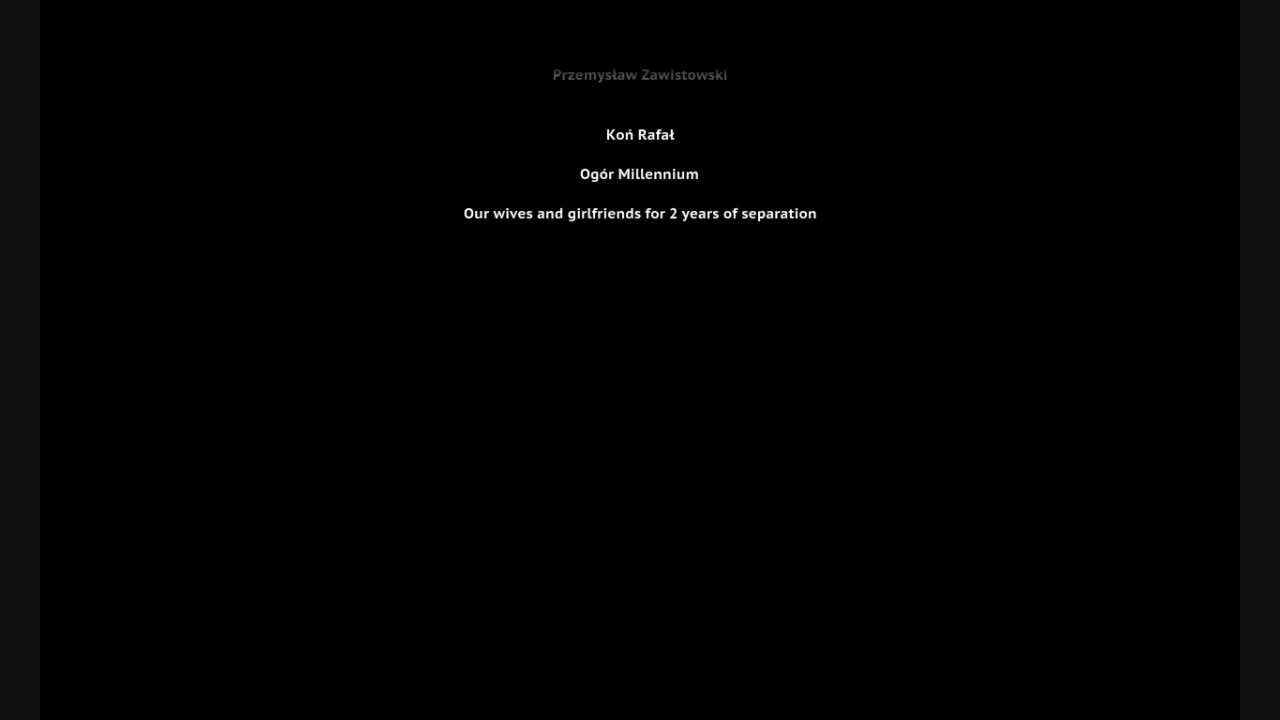 Przemysław Zawistowski
Koń Rafał
Ogór Millennium
Our wives and girlfriends for 2 years of separation